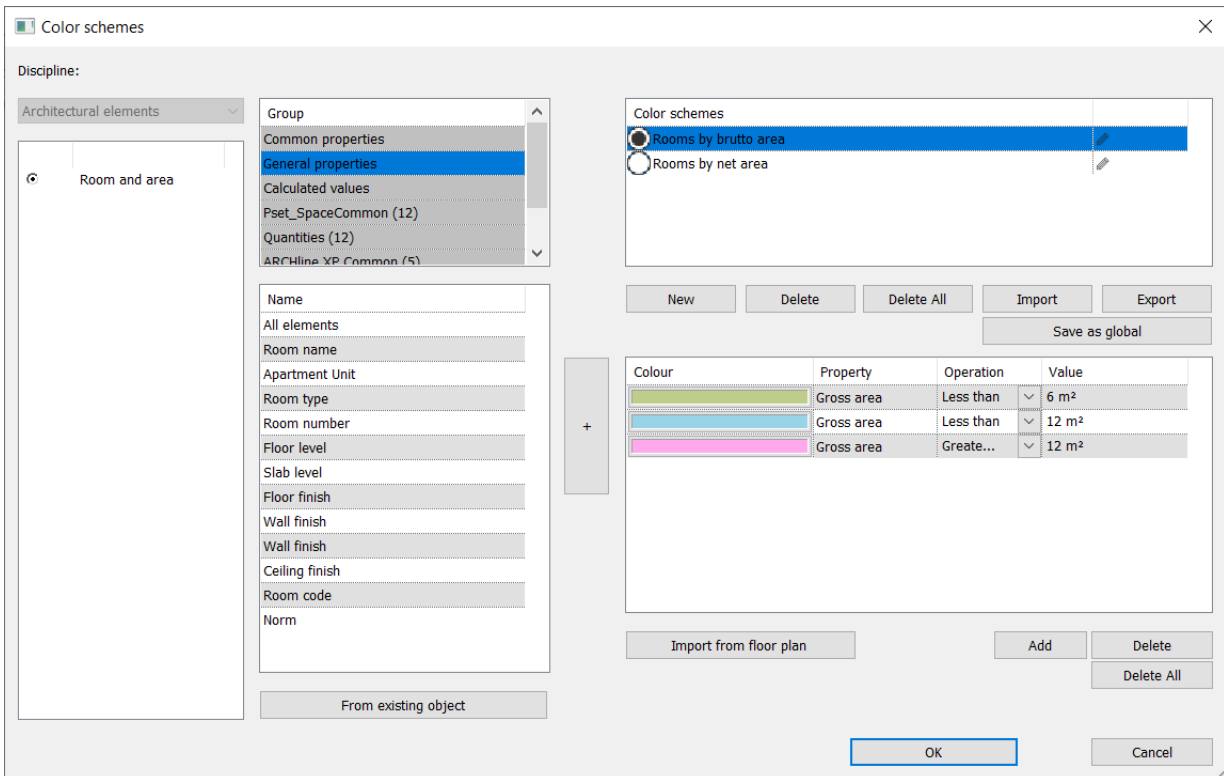 Color schemes
Discipline:
Architectural elements
Room and area
Group
Common properties
General properties
Calculated values
Pset_SpaceCommon (12)
Quantities (12)
ARCHline XP Common (5)
Name
All elements
Room name
Apartment Unit
Room type
Room number
Floor level
Slab level
Floor finish
Wall finish
Wall finish
Ceiling finish
Room code
Norm
From existing object
+
Color schemes
Rooms by brutto area
Rooms by net area
New Delete Delete All Import Export
Save as global
Colour Property Operation Value
Gross area Less than 6 m²
Gross area Less than 12 m²
Gross area Greate... 12 m²
Import from floor plan Add Delete
Delete All
OK Cancel